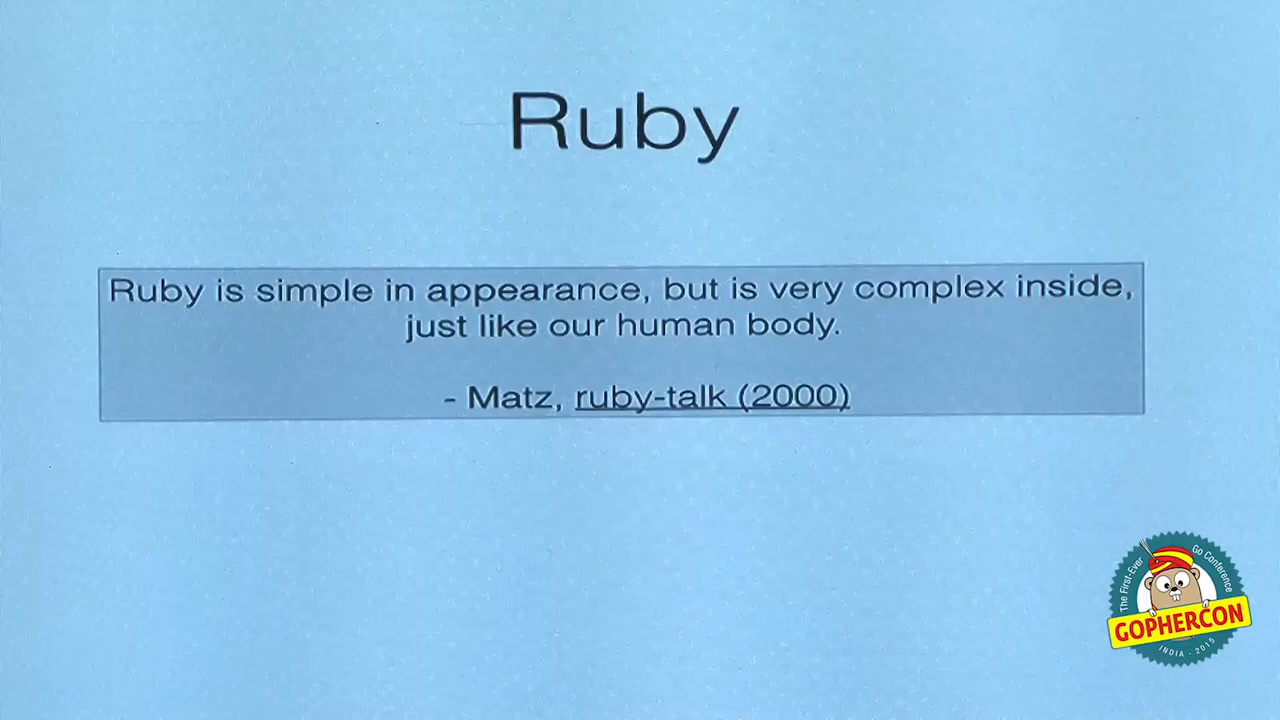 Ruby
Ruby is simple in appearance, but is very complex inside,
just like our human body.
- Matz, ruby-talk (2000)
The First-Ever Go Conference
GOPHERCON
INDIA - 2015